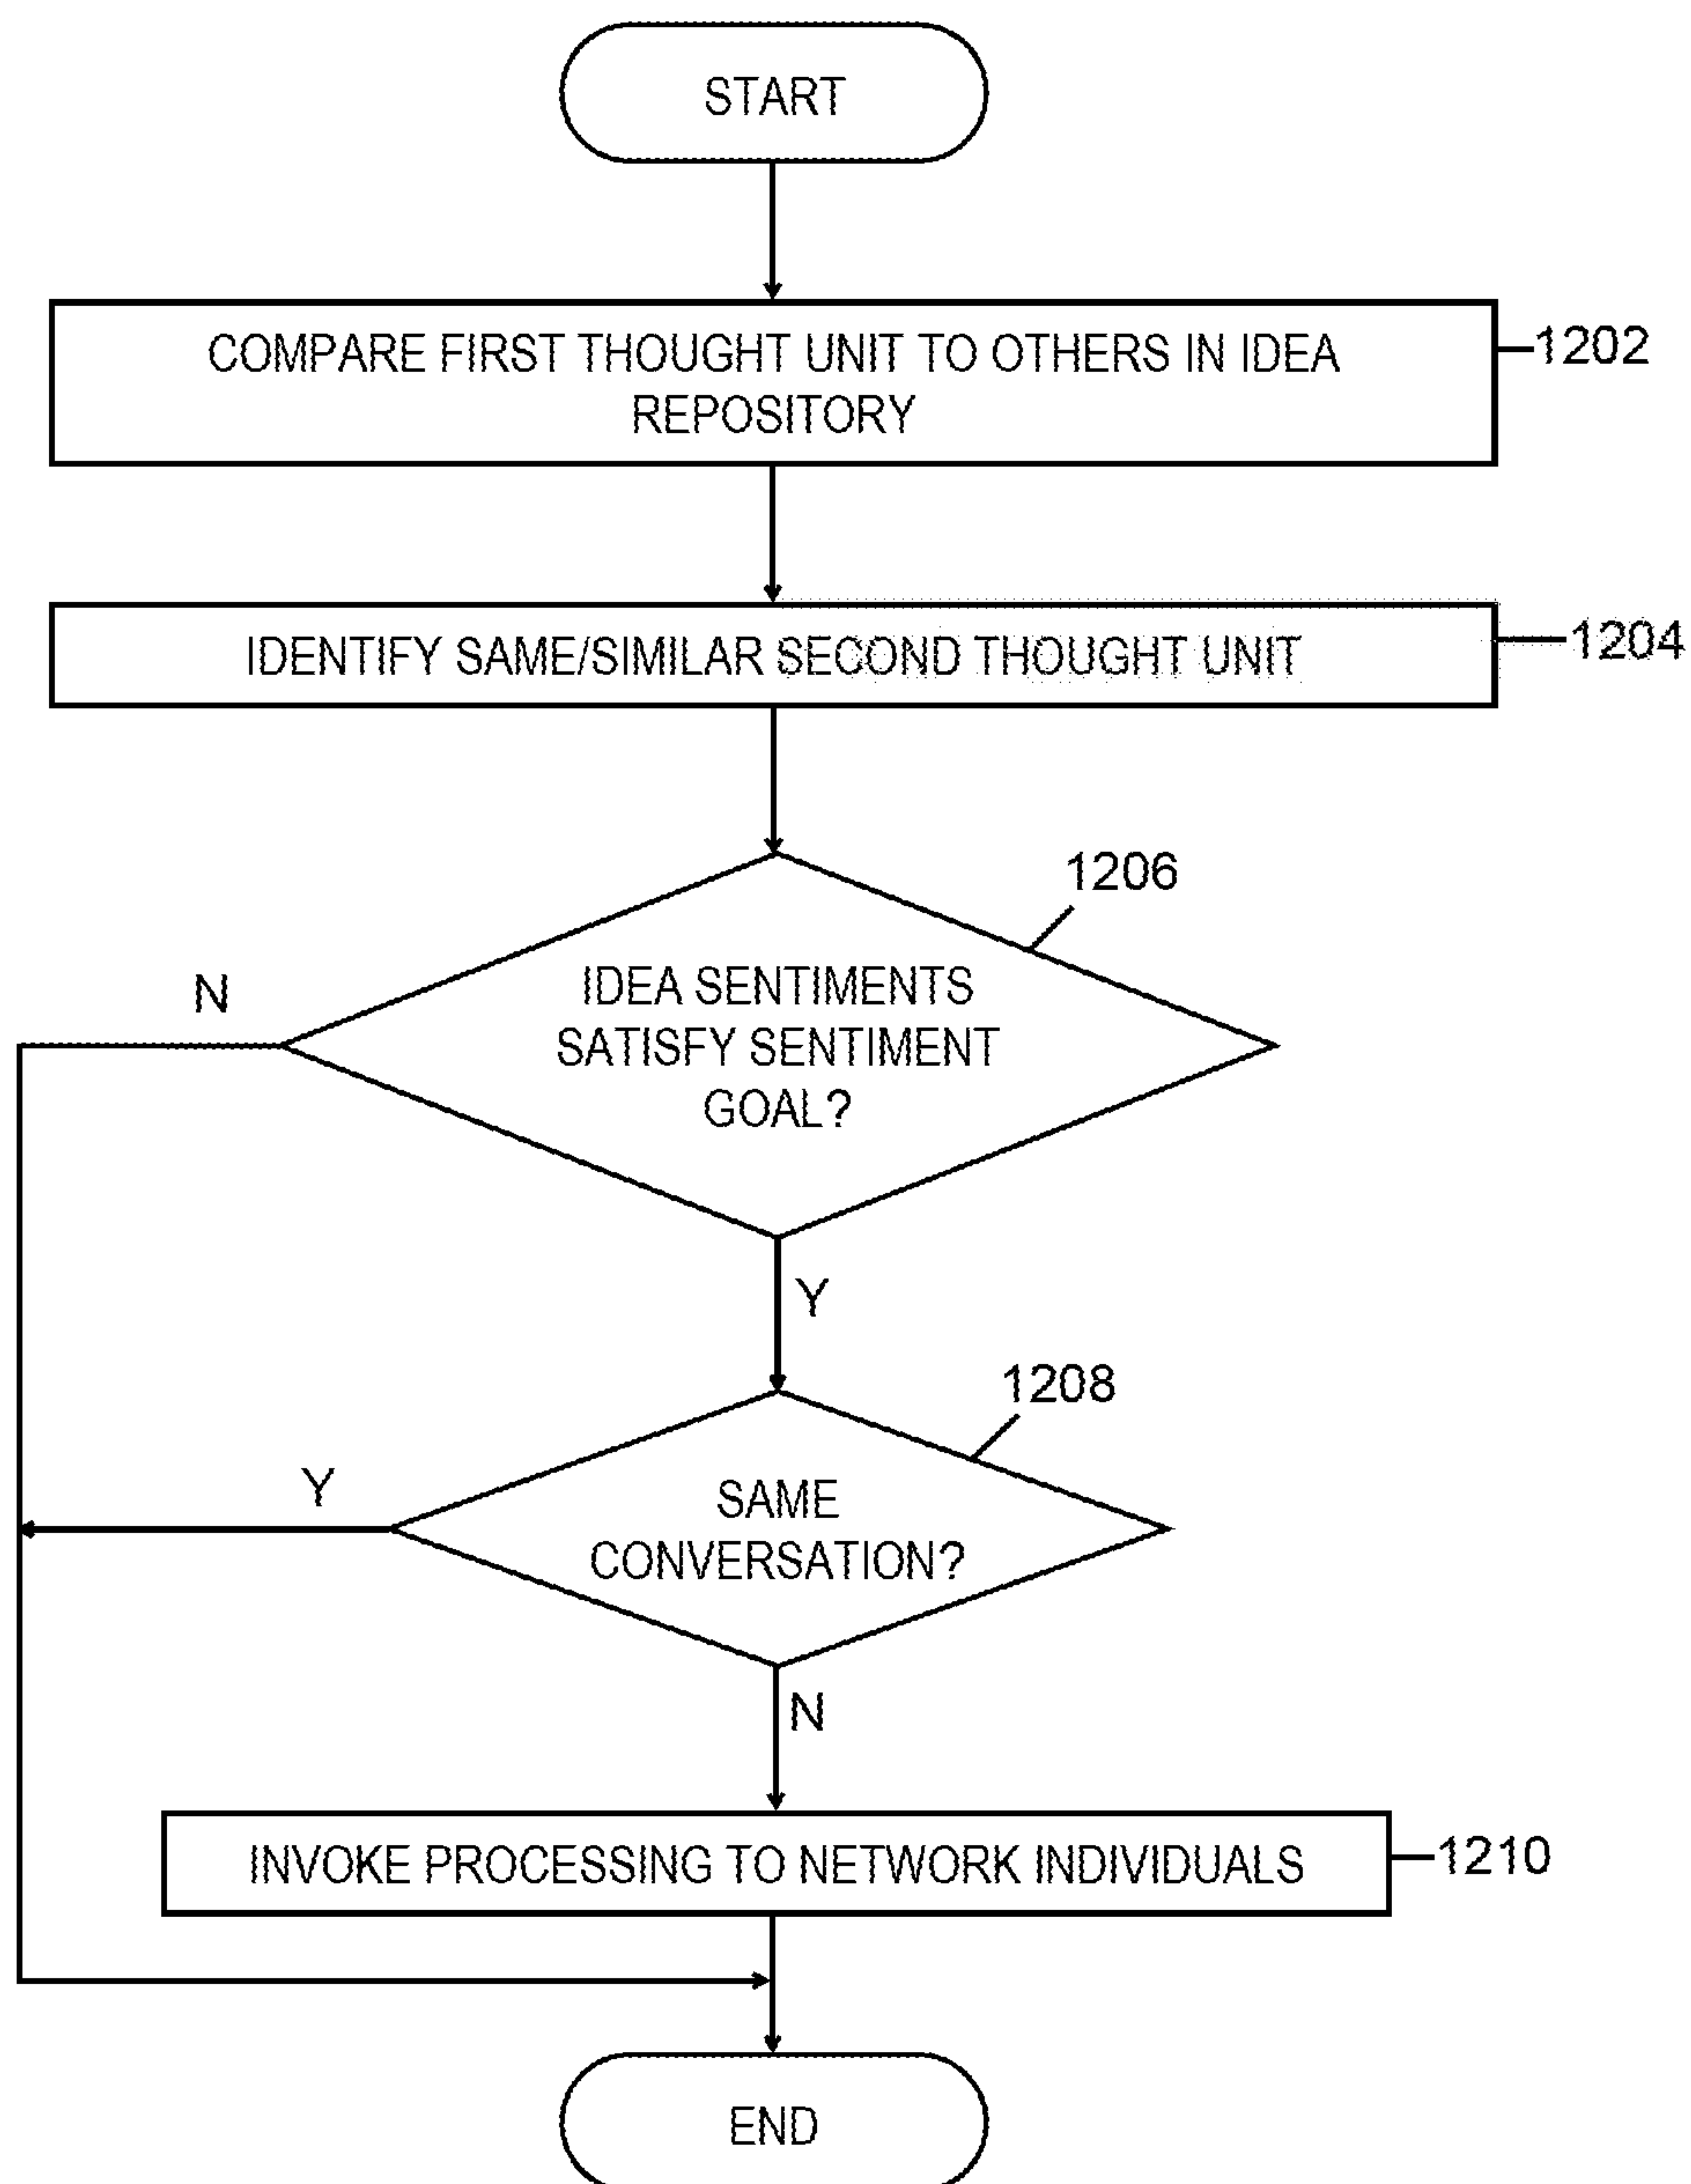 START
COMPARE FIRST THOUGHT UNIT TO OTHERS IN IDEA
REPOSITORY
1202
IDENTIFY SAME/SIMILAR SECOND THOUGHT UNIT
1204
1206
N
IDEA SENTIMENTS
SATISFY SENTIMENT
GOAL?
Y
1208
Y
SAME
CONVERSATION?
N
INVOKE PROCESSING TO NETWORK INDIVIDUALS
1210
END